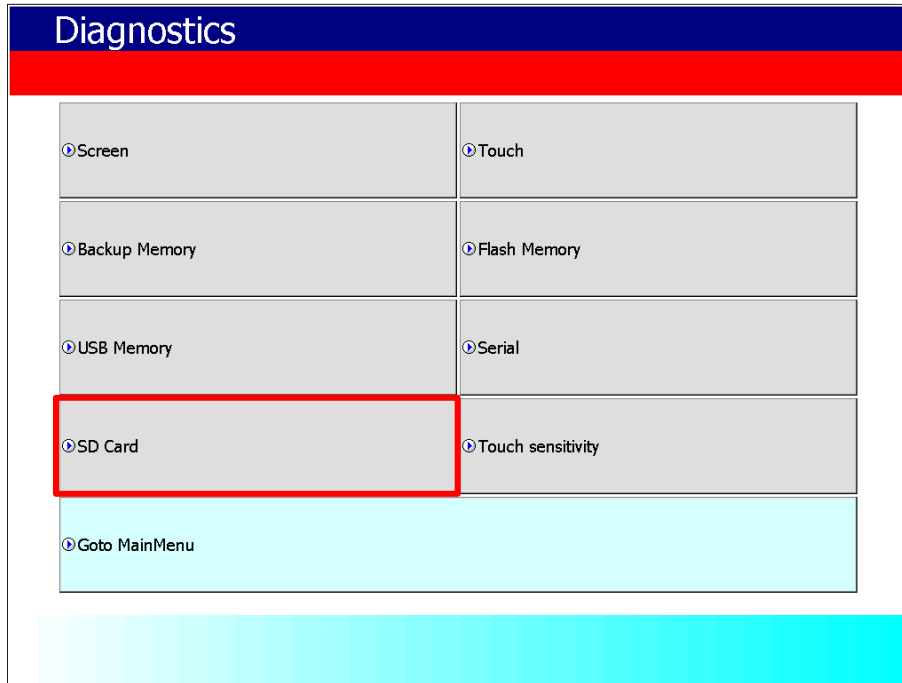 Diagnostics
Screen
Touch
Backup Memory
Flash Memory
USB Memory
Serial
SD Card
Touch sensitivity
Goto MainMenu